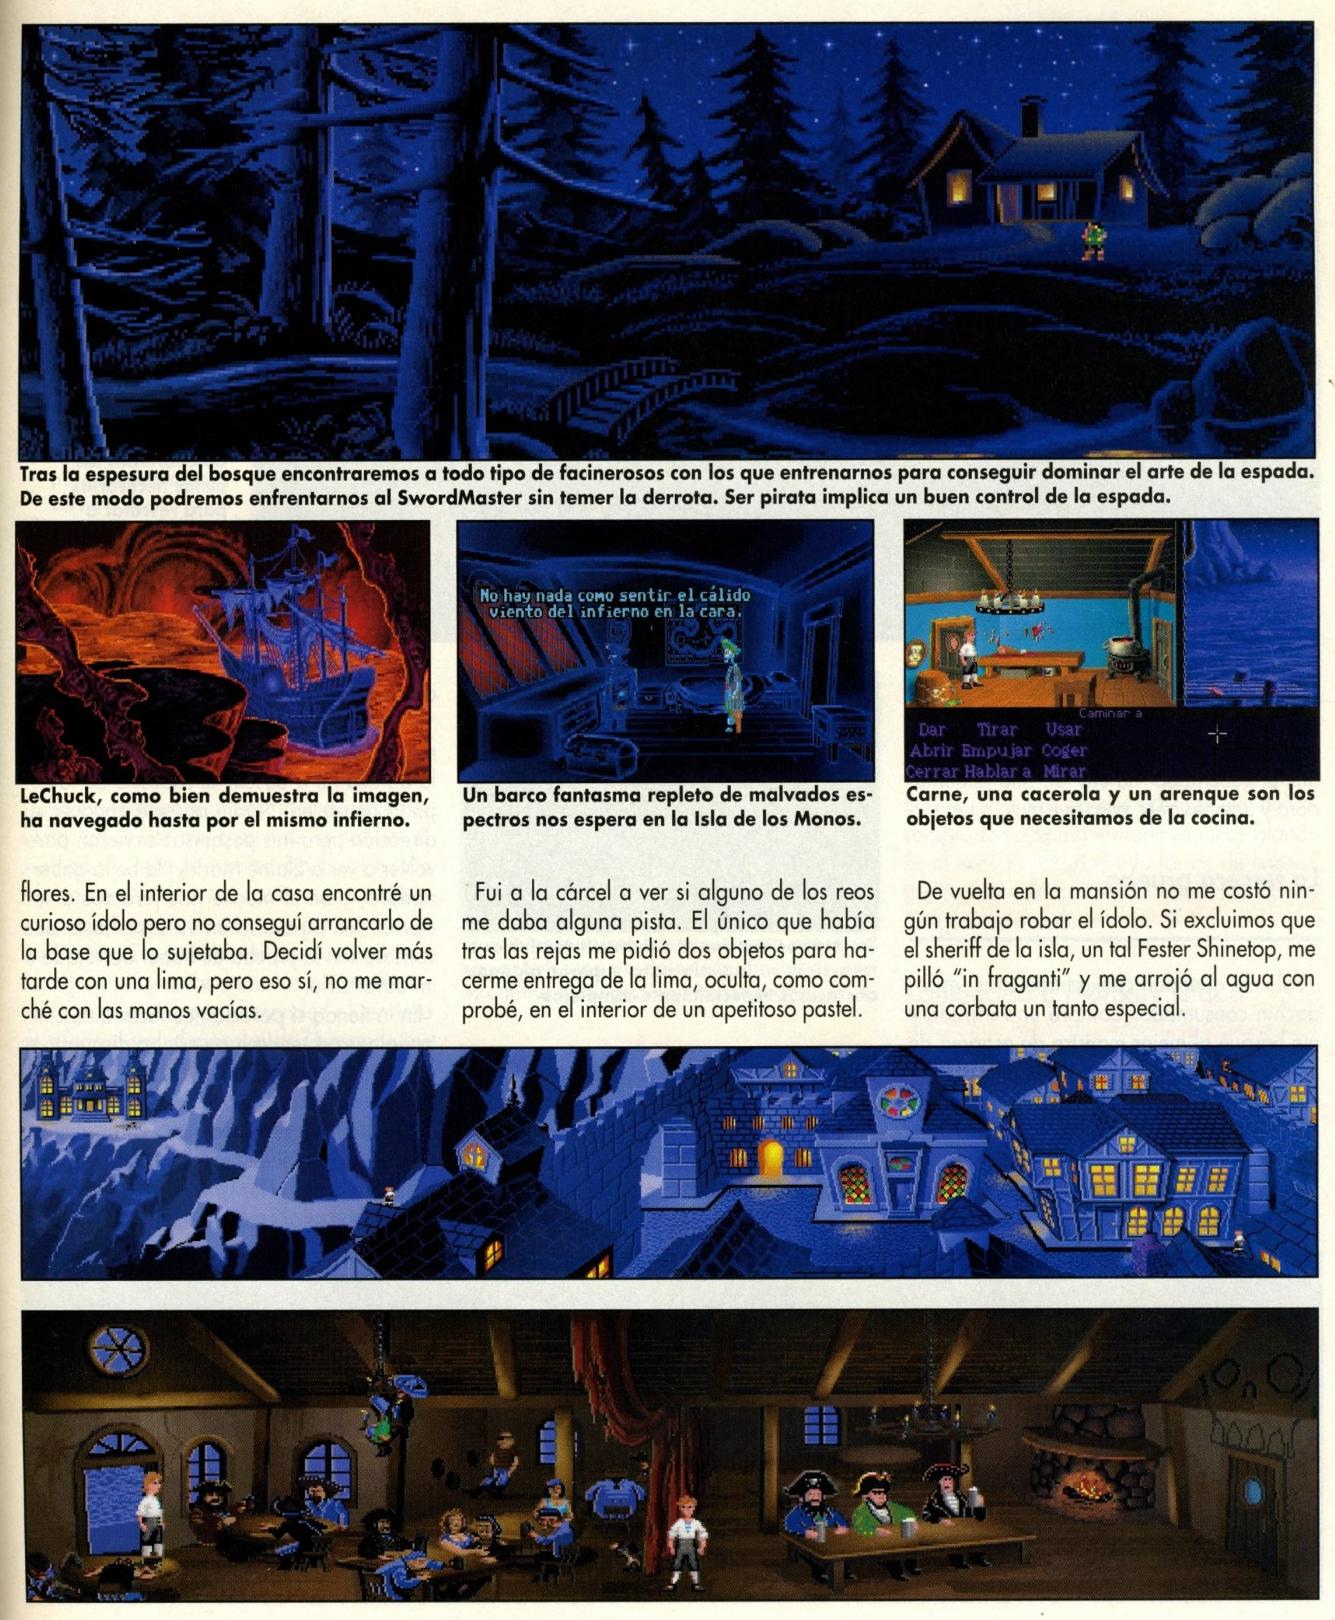 Tras la espesura del bosque encontraremos a todo tipo de facinerosos con los que entrenarnos para conseguir dominar el arte de la espada.
De este modo podremos enfrentarnos al SwordMaster sin temer la derrota. Ser pirata implica un buen control de la espada.
No hay nada como sentir el cálido
viento del infierno en la cara.
Caminar a
Dar Tirar Usar
Abrir Empujar Coger
Cerrar Hablar a Mirar
LeChuck, como bien demuestra la imagen,
ha navegado hasta por el mismo infierno.
Un barco fantasma repleto de malvados es-
pectros nos espera en la Isla de los Monos.
Carne, una cacerola y un arenque son los
objetos que necesitamos de la cocina.
flores. En el interior de la casa encontré un
curioso ídolo pero no conseguí arrancarlo de
la base que lo sujetaba. Decidí volver más
tarde con una lima, pero eso sí, no me mar-
ché con las manos vacías.
Fui a la cárcel a ver si alguno de los reos
me daba alguna pista. El único que había
tras las rejas me pidió dos objetos para ha-
cerme entrega de la lima, oculta, como com-
probé, en el interior de un apetitoso pastel.
De vuelta en la mansión no me costó nin-
gún trabajo robar el ídolo. Si excluimos que
el sheriff de la isla, un tal Fester Shinetop, me
pilló "in fraganti" y me arrojó al agua con
una corbata un tanto especial.